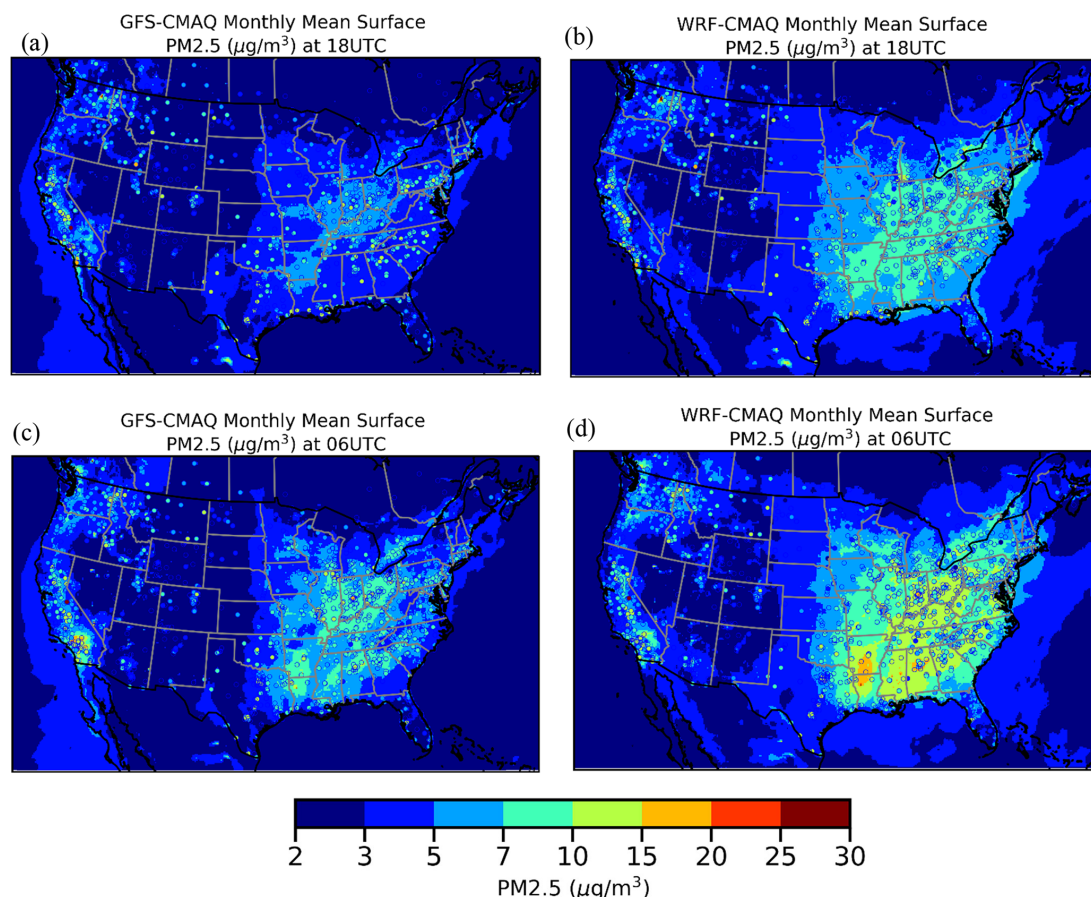 (a)
GFS-CMAQ Monthly Mean Surface
PM2.5 (μg/m³) at 18UTC
(b)
WRF-CMAQ Monthly Mean Surface
PM2.5 (μg/m³) at 18UTC
(c)
GFS-CMAQ Monthly Mean Surface
PM2.5 (μg/m³) at 06UTC
(d)
WRF-CMAQ Monthly Mean Surface
PM2.5 (μg/m³) at 06UTC
2 3 5 7 10 15 20 25 30
PM2.5 (μg/m³)